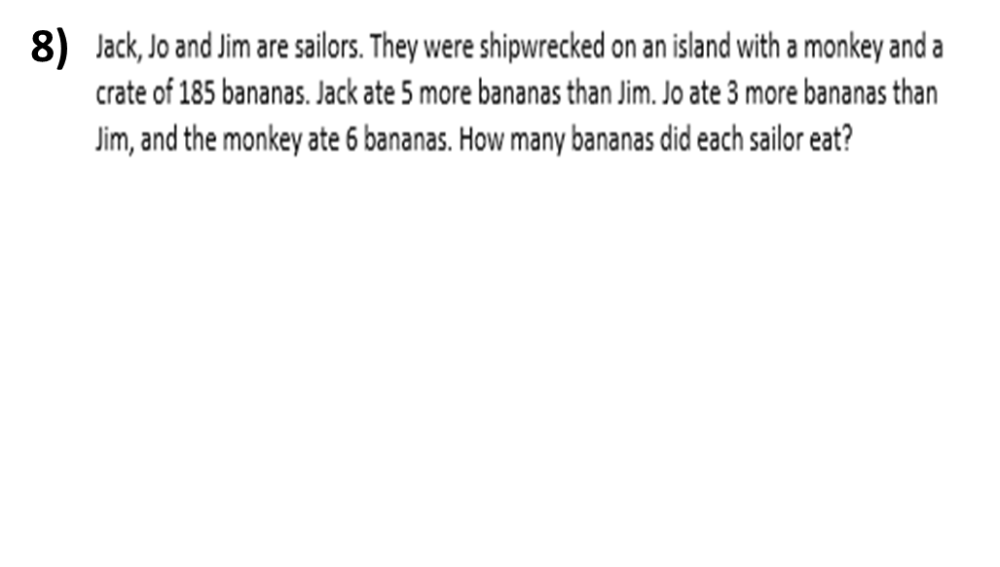 8) Jack, Jo and Jim are sailors. They were shipwrecked on an island with a monkey and a
crate of 185 bananas. Jack ate 5 more bananas than Jim. Jo ate 3 more bananas than
Jim, and the monkey ate 6 bananas. How many bananas did each sailor eat?